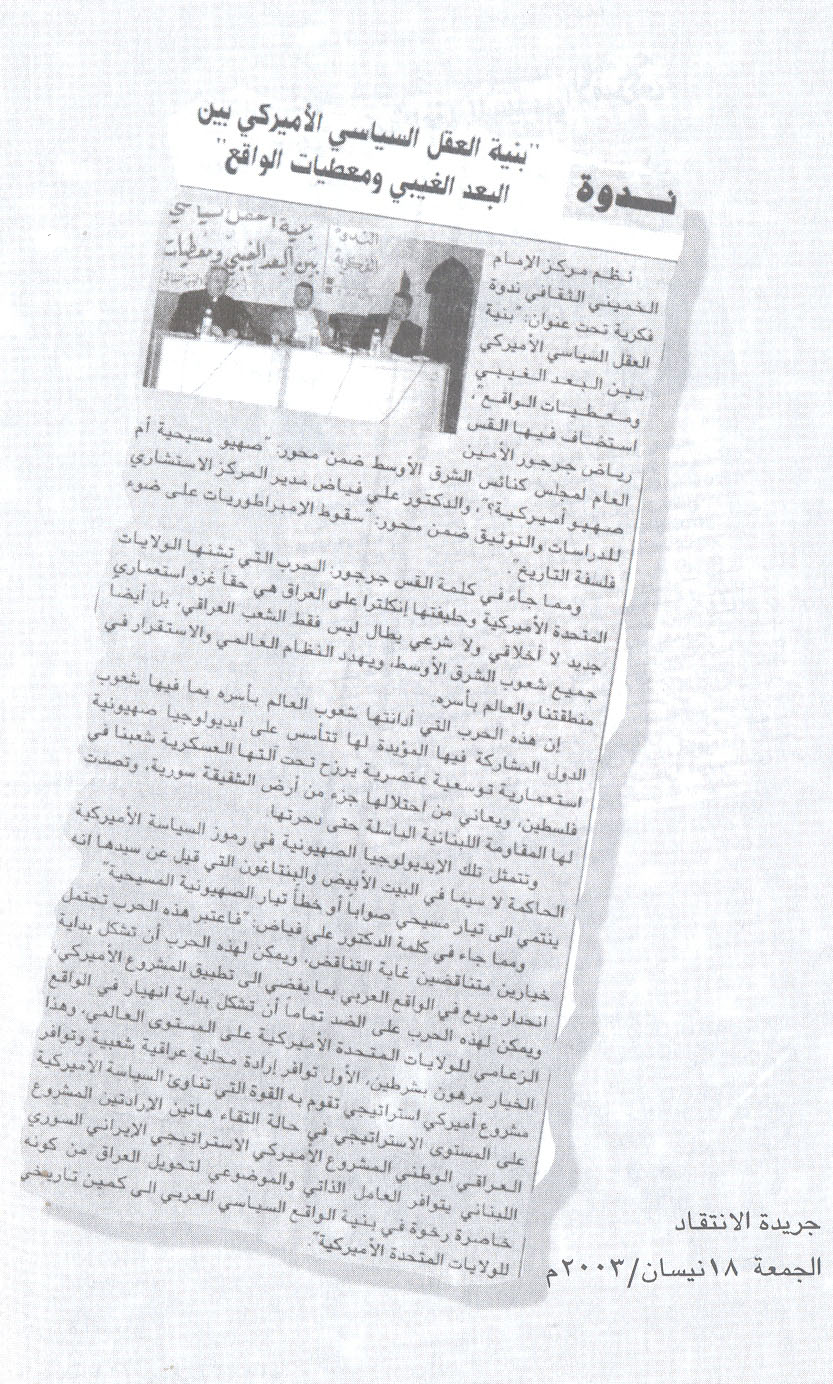 ندوة
"بنية العقل السياسي الأميركي بين
البعد الغيبي ومعطيات الواقع"
الندوة
الفكرية
بين البعد الغيبي ومعطيات
نظم مركز الإمام
الخميني الثقافي ندوة
فكرية تحت عنوان: "بنية
العقل السياسي الأميركي
بين البعد الغيبي
ومعطيات الواقع"،
استضاف فيها القس
رياض جرجور الأمين
العام لمجلس كنائس الشرق الأوسط ضمن محور: "صهيو مسيحية أم
صهيو أميركية؟"، والدكتور علي فياض مدير المركز الاستشاري
للدراسات والتوثيق ضمن محور: "سقوط الإمبراطوريات على ضوء
فلسفة التاريخ".
ومما جاء في كلمة القس جرجور: الحرب التي تشنها الولايات
المتحدة الأميركية وحليفتها إنكلترا على العراق هي حقاً غزو استعماري
جديد لا أخلاقي ولا شرعي يطال ليس فقط الشعب العراقي، بل أيضا
جميع شعوب الشرق الأوسط، ويهدد النظام العالمي والاستقرار في
منطقتنا والعالم بأسره.
إن هذه الحرب التي أدانتها شعوب العالم بأسره بما فيها شعوب
الدول المشاركة فيها المؤيدة لها تتأسس على ايديولوجيا صهيونية
استعمارية توسعية عنصرية يرزح تحت آلتها العسكرية شعبنا في
فلسطين، ويعاني من احتلالها جزء من أرض الشقيقة سورية، وتصدت
لها المقاومة اللبنانية الباسلة حتى دحرتها.
وتتمثل تلك الإيديولوجيا الصهيونية في رموز السياسة الأميركية
الحاكمة لا سيما في البيت الأبيض والبنتاغون التي قيل عن سيدها انه
ينتمي الى تيار مسيحي صواباً أو خطأ تيار الصهيونية المسيحية"
ومما جاء في كلمة الدكتور علي فياض: "فاعتبر هذه الحرب تحتمل
خيارين متناقضين غاية التناقض، ويمكن لهذه الحرب أن تشكل بداية
انحدار مريع في الواقع العربي بما يفضي الى تطبيق المشروع الأميركي،
ويمكن لهذه الحرب على الضد تماماً أن تشكل بداية انهيار في الواقع
الزعامي للولايات المتحدة الأميركية على المستوى العالمي، وهذا
الخيار مرهون بشرطين، الأول توافر إرادة محلية عراقية شعبية وتوافر
مشروع أميركي استراتيجي تقوم به القوة التي تناوئ السياسة الأميركية
على المستوى الاستراتيجي في حالة التقاء هاتين الإرادتين المشروع
العراقي الوطني المشروع الأميركي الاستراتيجي الإيراني السوري
اللبناني يتوافر العامل الذاتي والموضوعي لتحويل العراق من كونه
خاصرة رخوة في بنية الواقع السياسي العربي الى كمين تاريخي
للولايات المتحدة الأميركية".
جريدة الانتقاد
الجمعة ١٨نيسان/٢٠٠٣م